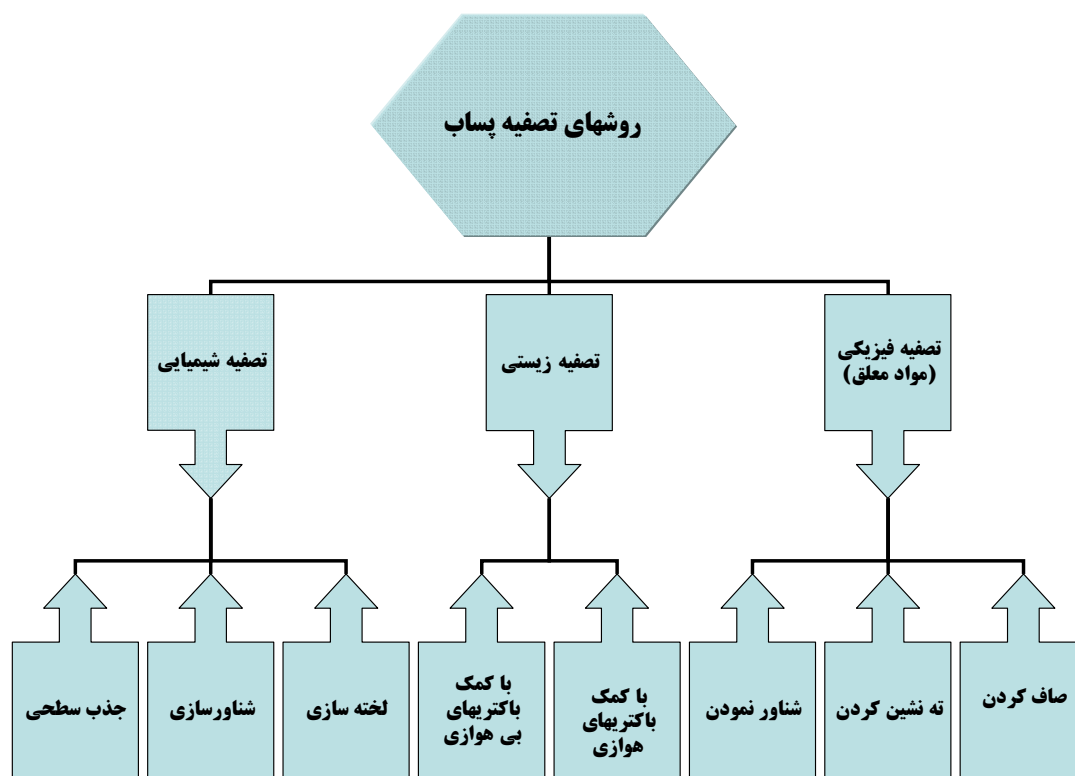 روشهای تصفیه پساب
تصفیه فیزیکی
(مواد معلق)
تصفیه زیستی
تصفیه شیمیایی
صاف کردن
ته نشین کردن
شناور نمودن
با کمک
باکتریهای
هوازی
با کمک
باکتریهای
بی هوازی
لخته سازی
شناورسازی
جذب سطحی